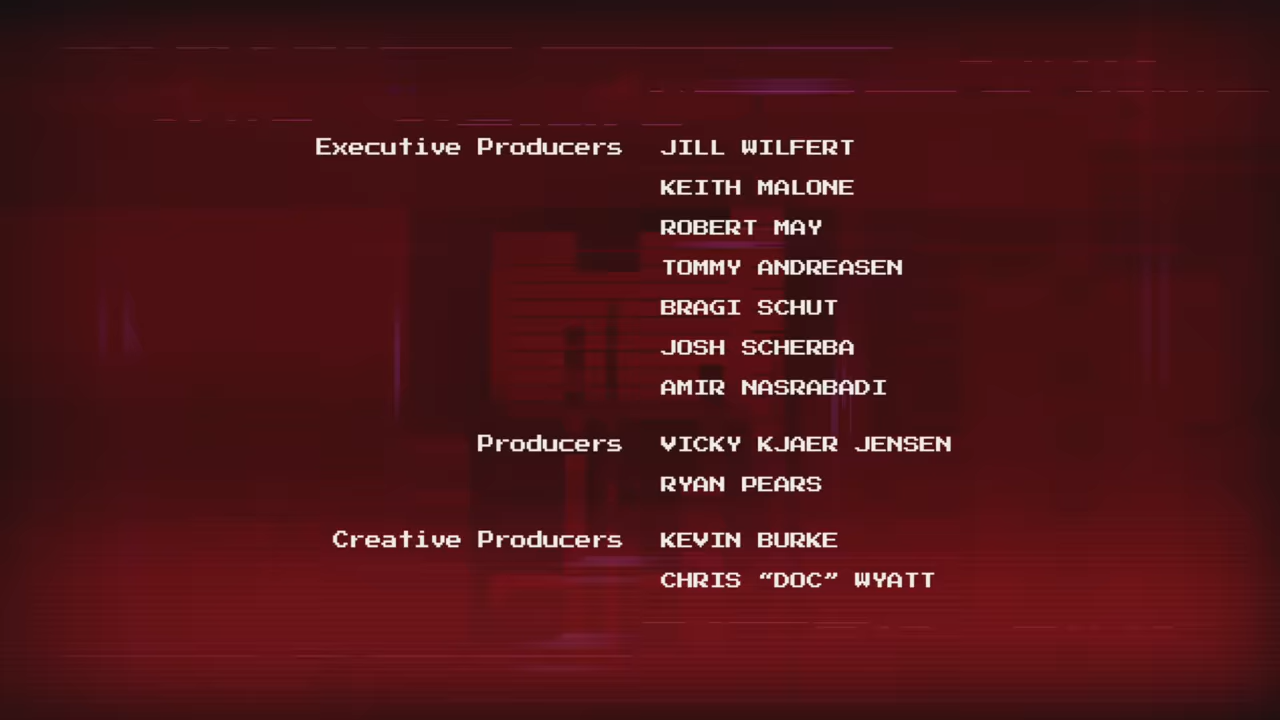 Executive Producers JILL WILFERT
KEITH MALONE
ROBERT MAY
TOMMY ANDREASEN
BRAGI SCHUT
JOSH SCHERBA
AMIR NASRABADI
Producers VICKY KJAER JENSEN
RYAN PEARS
Creative Producers KEVIN BURKE
CHRIS “DOC” WYATT